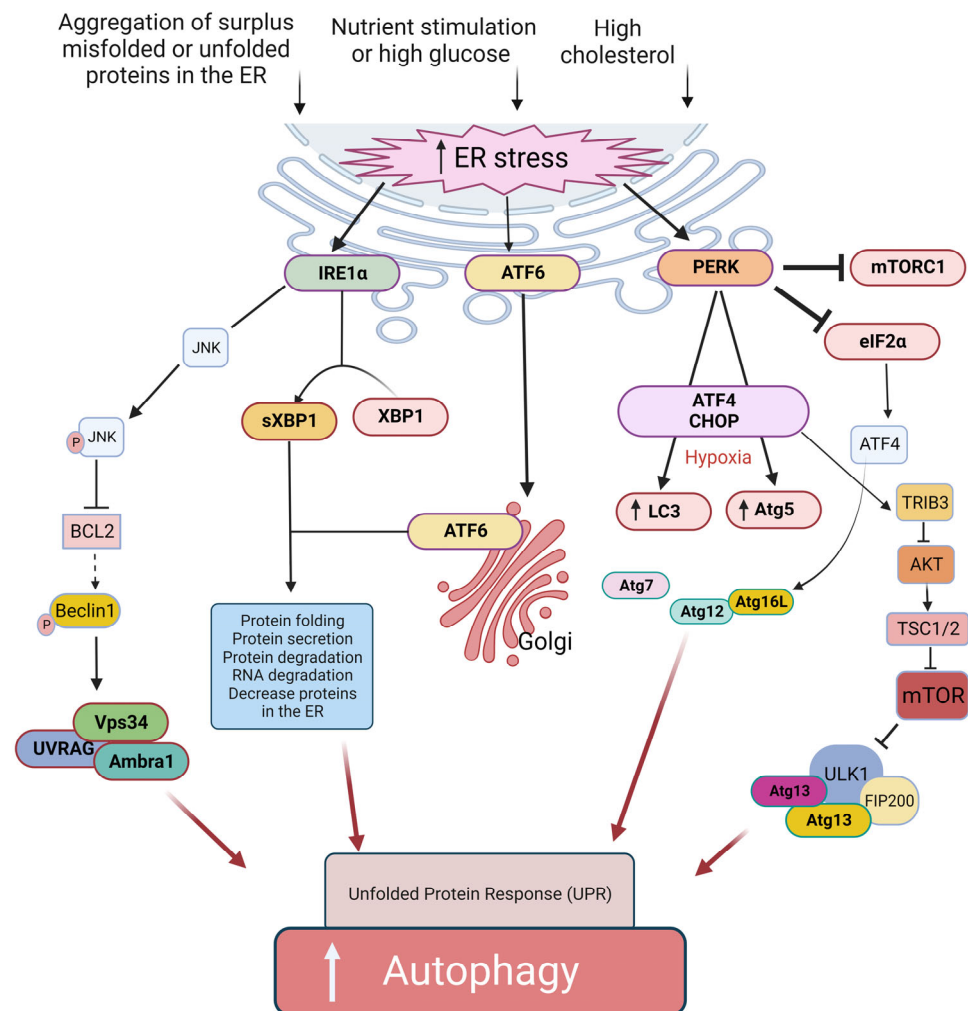 Aggregation of surplus
misfolded or unfolded
proteins in the ER
Nutrient stimulation
or high glucose
High
cholesterol
ER stress
IRE1α
ATF6
PERK
mTORC1
eIF2α
JNK
sXBP1
XBP1
ATF4
CHOP
Hypoxia
ATF4
P
JNK
LC3
Atg5
TRIB3
BCL2
ATF6
AKT
Atg7
Atg12
Atg16L
Beclin1
P
Protein folding
Protein secretion
Protein degradation
RNA degradation
Decrease proteins
in the ER
Golgi
TSC1/2
mTOR
Vps34
UVRAG
Ambra1
ULK1
Atg13
FIP200
Atg13
Unfolded Protein Response (UPR)
Autophagy